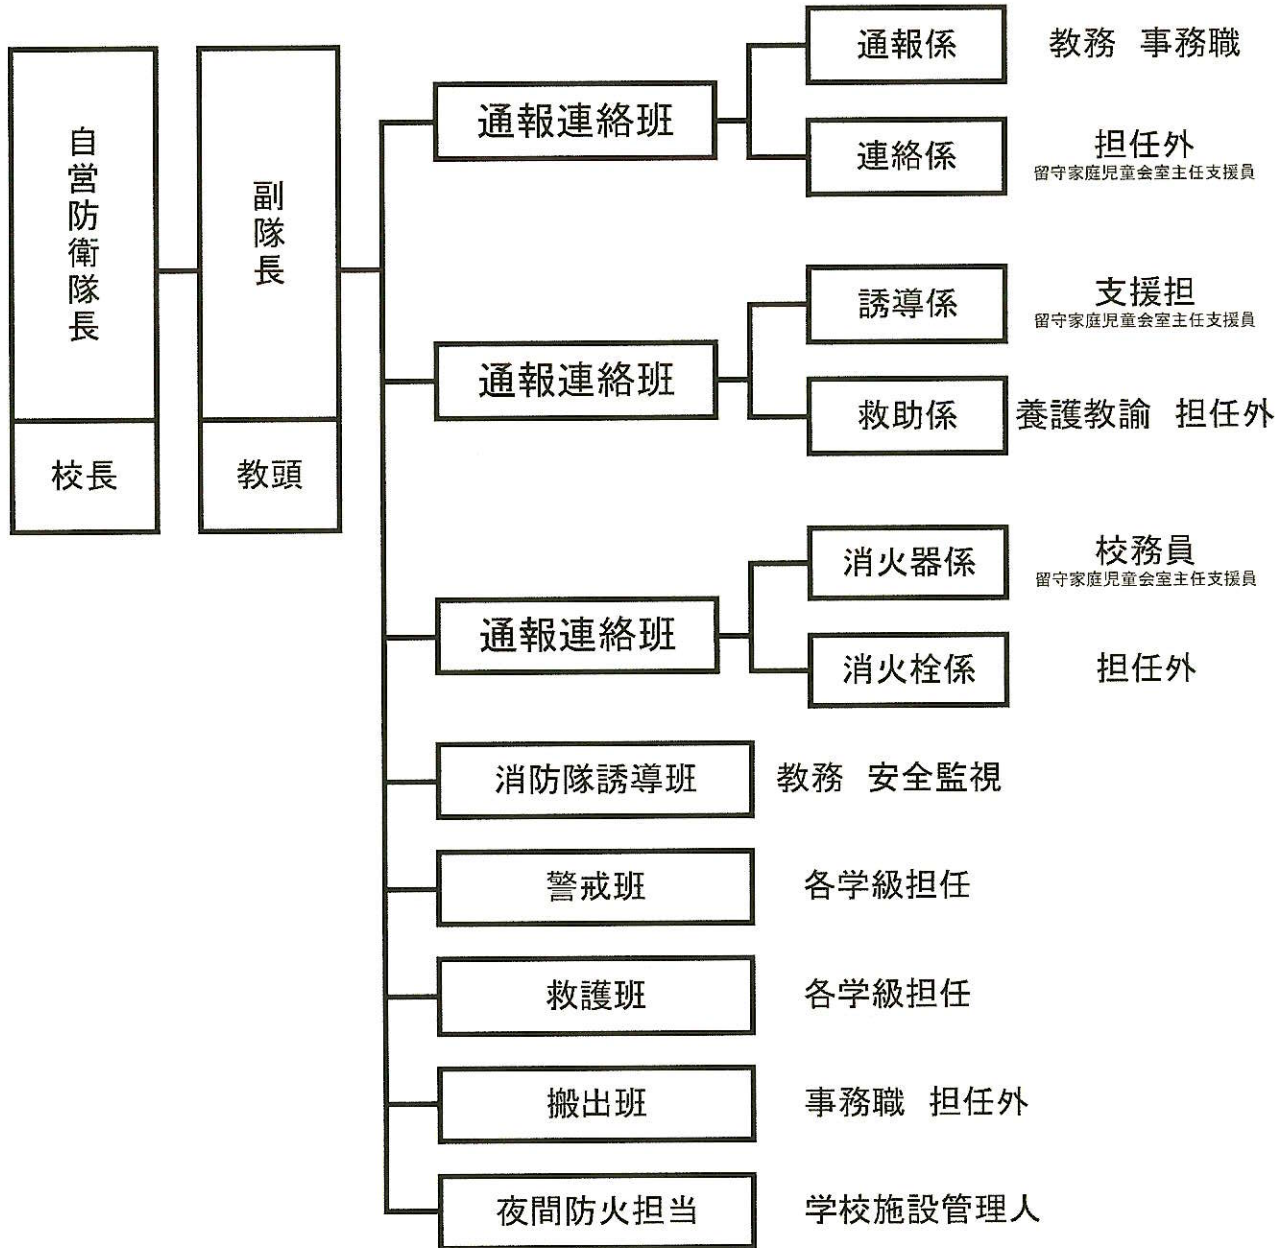 自営防衛隊長
校長
副隊長
教頭
通報連絡班
通報係
教務 事務職
連絡係
担任外
留守家庭児童会室主任支援員
通報連絡班
誘導係
支援担
留守家庭児童会室主任支援員
救助係
養護教諭 担任外
通報連絡班
消火器係
校務員
留守家庭児童会室主任支援員
消火栓係
担任外
消防隊誘導班
教務 安全監視
警戒班
各学級担任
救護班
各学級担任
搬出班
事務職 担任外
夜間防火担当
学校施設管理人